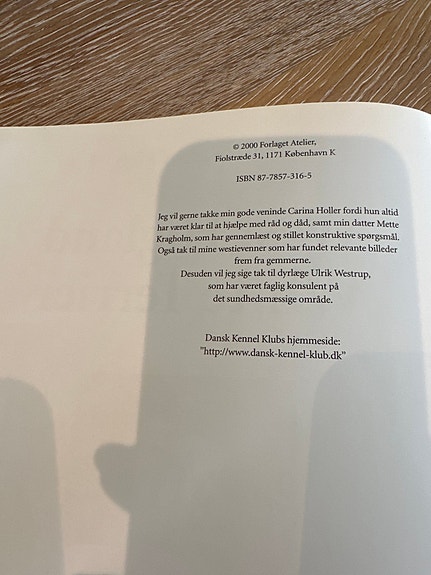 © 2000 Forlaget Atelier,
Fiolstræde 31, 1171 København K
ISBN 87-7857-316-5
Jeg vil gerne takke min gode veninde Carina Holler fordi hun altid
har været klar til at hjælpe med råd og dåd, samt min datter Mette
Kragholm, som har gennemlæst og stillet konstruktive spørgsmål.
Også tak til mine westievenner som har fundet relevante billeder
frem fra gemmerne.
Desuden vil jeg sige tak til dyrlæge Ulrik Westrup,
som har været faglig konsulent på
det sundhedsmæssige område.
Dansk Kennel Klubs hjemmeside:
"http://www.dansk-kennel-klub.dk"